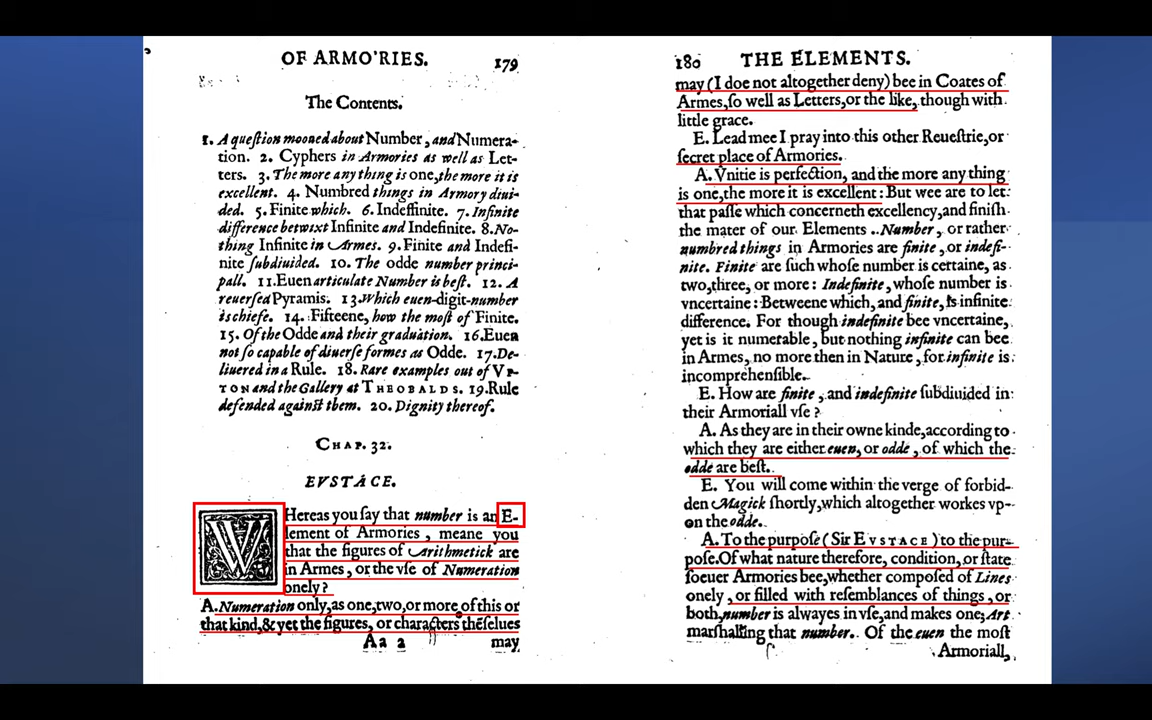 OF ARMO'RIES. 179
The Contents.
1. A queſtion mooned about Number, and Numera-
tion. 2. Cyphers in Armories as well as Let-
ters. 3. The more any thing is one, the more it is
excellent. 4. Numbred things in Armory diui-
ded. 5. Finite which. 6. Indeffinite. 7. Infinite
difference betwixt Infinite and Indefinite. 8. No-
thing Infinite in Armes. 9. Finite and Indefi-
nite ſubdiuided. 10. The odde number princi-
pall. 11. Euen articulate Number is beſt. 12. A
reuerſed Pyramis. 13. Which euen-digit-number
is chiefe. 14. Fifteene, how the moſt of Finite.
15. Of the Odde and their graduation. 16. Euen
not ſo capable of diuerſe formes as Odde. 17. De-
liuered in a Rule. 18. Rare examples out of VP-
TON and the Gallery at THEOBALDS. 19. Rule
defended againſt them. 20. Dignity thereof.
CHAP. 32.
EVSTACE.
WHereas you ſay that number is an E-
lement of Armories, meane you
that the figures of Arithmetick are
in Armes, or the vſe of Numeration
onely?
A. Numeration only, as one, two, or more of this or
that kind, & yet the figures, or characters theſelues
Aa 2 may
180 THE ELEMENTS.
may (I doe not altogether deny) bee in Coates of
Armes, ſo well as Letters, or the like, though with
little grace.
E. Lead mee I pray into this other Reueſtrie, or
ſecret place of Armories.
A. Vnitie is perfection, and the more any thing
is one, the more it is excellent: But wee are to let
that paſſe which concerneth excellency, and finiſh
the mater of our Elements. Number, or rather
numbred things in Armories are finite, or indefi-
nite. Finite are ſuch whoſe number is certaine, as
two, three, or more: Indefinite, whoſe number is
vncertaine: Betweene which, and finite, is infinite
difference. For though indefinite bee vncertaine,
yet is it numerable, but nothing infinite can bee
in Armes, no more then in Nature, for infinite is
incomprehenſible.
E. How are finite, and indefinite ſubdiuided in
their Armoriall vſe?
A. As they are in their owne kinde, according to
which they are either euen, or odde, of which the
odde are beſt.
E. You will come within the verge of forbid-
den Magick ſhortly, which altogether workes vp-
on the odde.
A. To the purpoſe (Sir EVSTACE) to the pur-
poſe. Of what nature therefore, condition, or ſtate
ſoeuer Armories bee, whether compoſed of Lines
onely, or filled with reſemblances of things, or
both, number is alwayes in vſe, and makes one; Art
marſhalling that number. Of the euen the moſt
Armoriall,